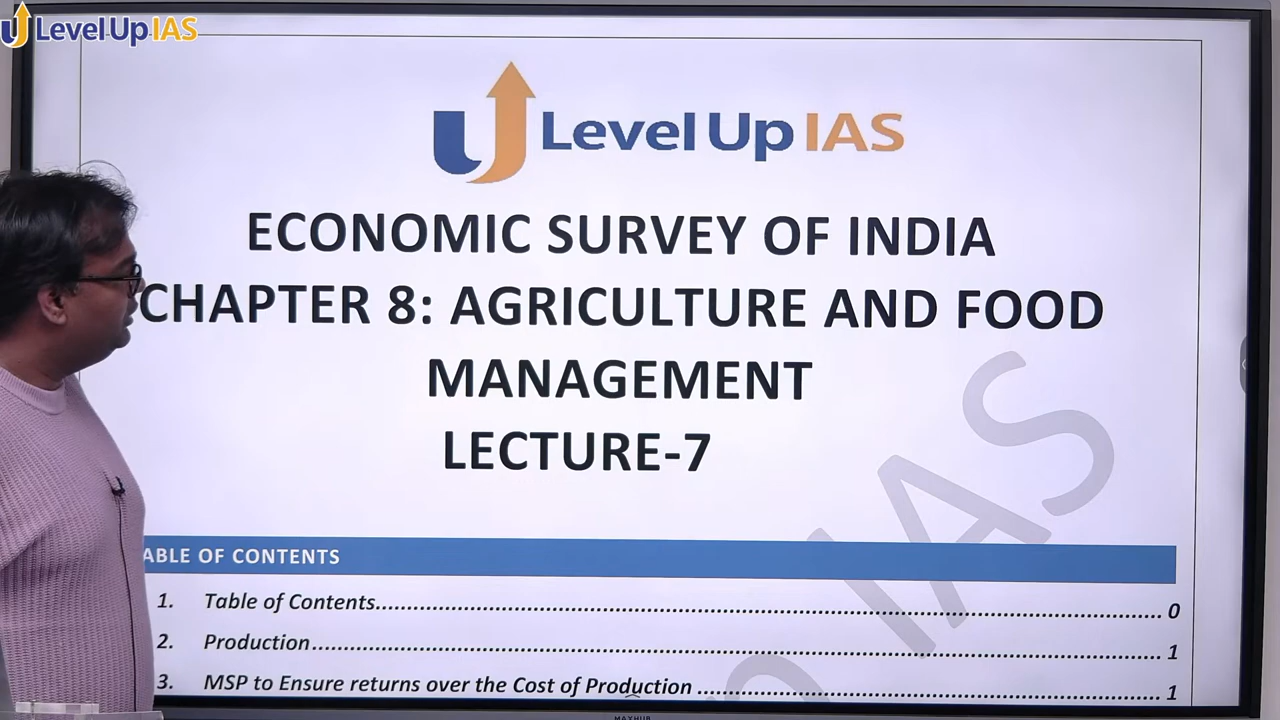 Level Up IAS
Level Up IAS
ECONOMIC SURVEY OF INDIA
CHAPTER 8: AGRICULTURE AND FOOD
MANAGEMENT
LECTURE-7
IAS
ABLE OF CONTENTS
1. Table of Contents 0
2. Production 1
3. MSP to Ensure returns over the Cost of Production 1
MAXHUB